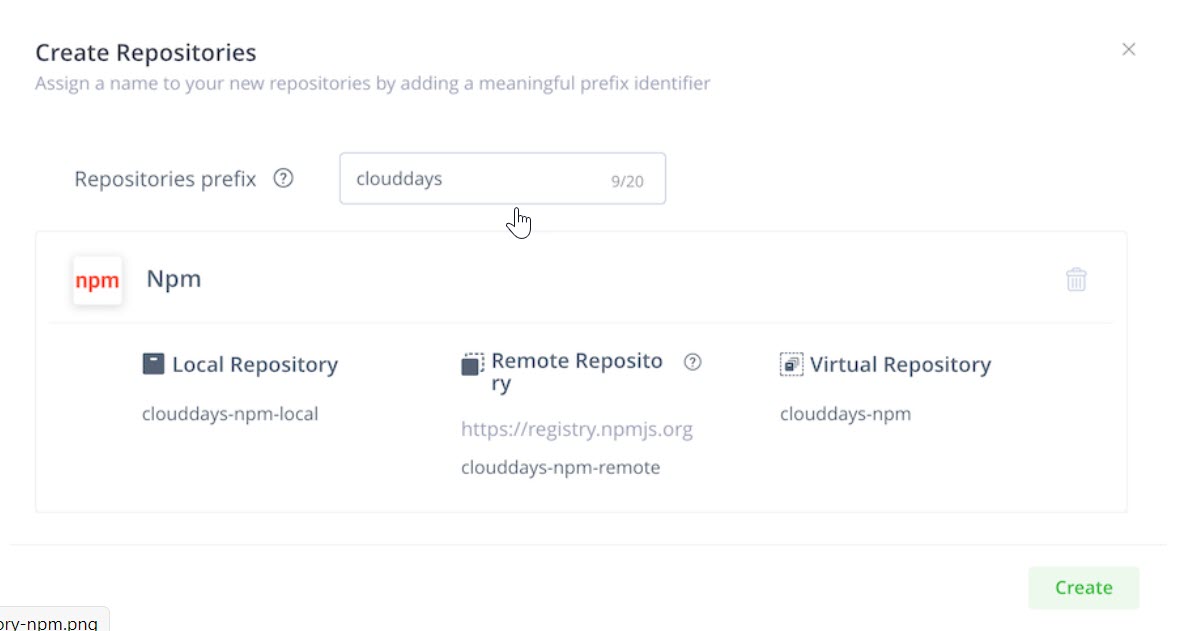 Create Repositories
Assign a name to your new repositories by adding a meaningful prefix identifier
Repositories prefix ?
clouddays 9/20
npm Npm
Local Repository
clouddays-npm-local
Remote Reposito ?
ry
https://registry.npmjs.org
clouddays-npm-remote
Virtual Repository
clouddays-npm
Create
ory-npm.png